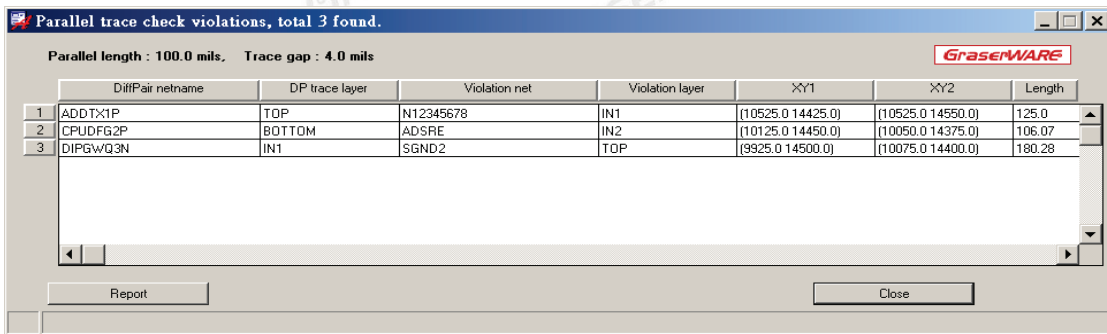 Parallel trace check violations, total 3 found.
Parallel length : 100.0 mils, Trace gap : 4.0 mils
GraserWARE
DiffPair netname DP trace layer Violation net Violation layer XY1 XY2 Length
1 ADDTX1P TOP N12345678 IN1 (10525.0 14425.0) (10525.0 14550.0) 125.0
2 CPUDFG2P BOTTOM ADSRE IN2 (10125.0 14450.0) (10050.0 14375.0) 106.07
3 DIPGWQ3N IN1 SGND2 TOP (9925.0 14500.0) (10075.0 14400.0) 180.28
Report Close